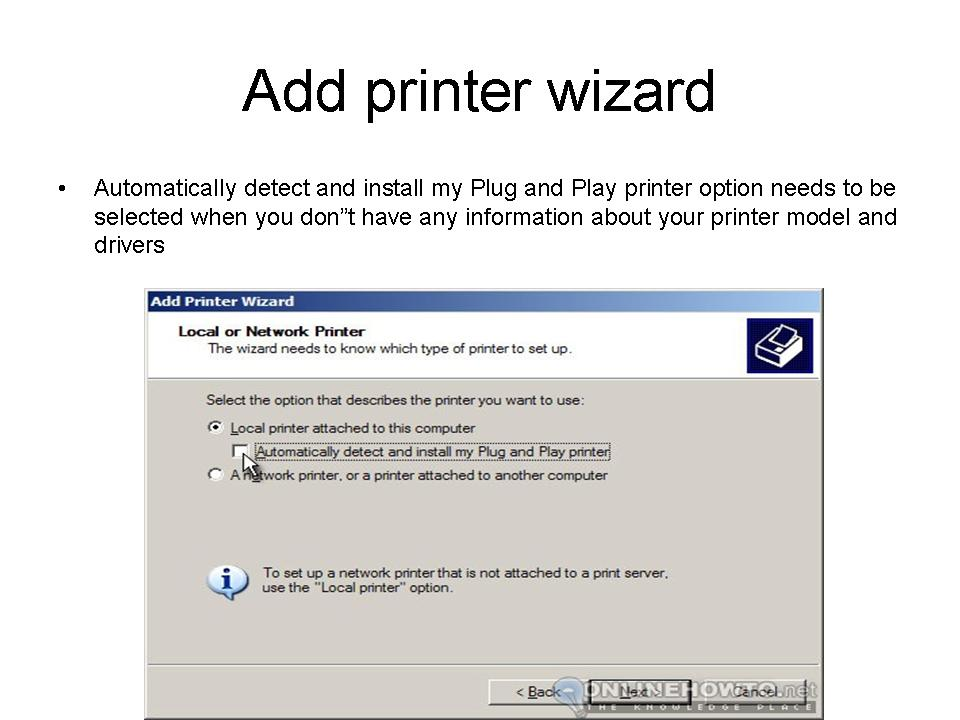 Add printer wizard
• Automatically detect and install my Plug and Play printer option needs to be
selected when you don”t have any information about your printer model and
drivers
Add Printer Wizard
Local or Network Printer
The wizard needs to know which type of printer to set up.
Select the option that describes the printer you want to use:
Local printer attached to this computer
Automatically detect and install my Plug and Play printer
A network printer, or a printer attached to another computer
To set up a network printer that is not attached to a print server,
use the "Local printer" option.
< Back Next > Cancel
ONLINEHOWTO.net
THE KNOWLEDGE PLACE